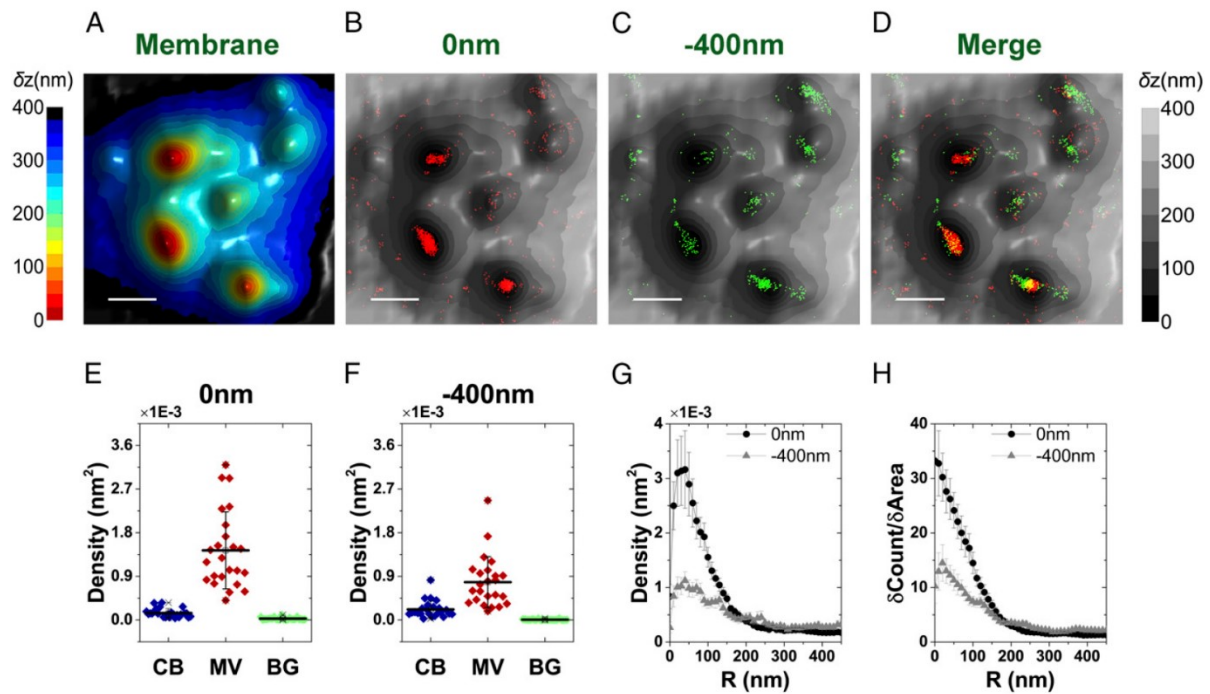 A B C D
Membrane 0nm -400nm Merge
δz(nm) δz(nm)
400 400
300 300
200 200
100 100
0 0
E F G H
0nm -400nm
×1E-3 ×1E-3 ×1E-3
Density (nm²)
3.6
2.7
1.8
0.9
0.0
CB MV BG
Density (nm²)
3.6
2.7
1.8
0.9
0.0
CB MV BG
Density (nm²)
4
3
2
1
0
0nm
-400nm
0 100 200 300 400
R (nm)
δCount/δArea
40
30
20
10
0
0nm
-400nm
0 100 200 300 400
R (nm)